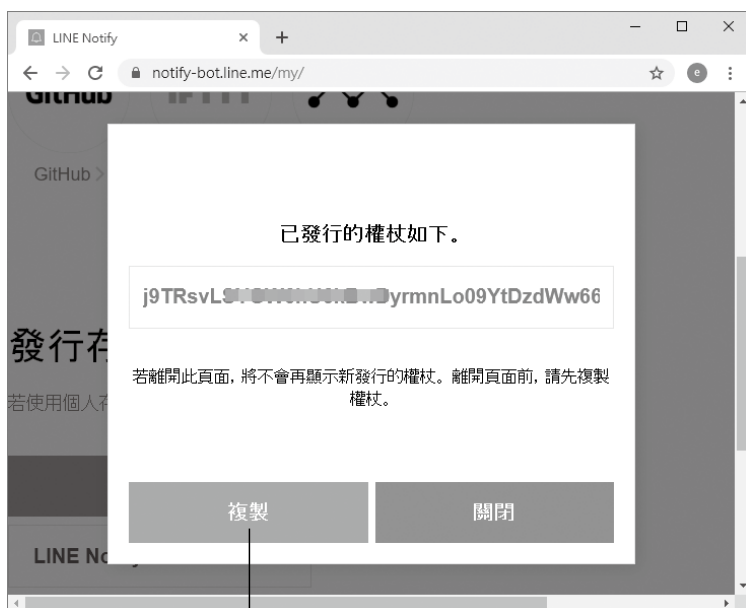 LINE Notify
notify-bot.line.me/my/
e
GitHub
IFTTT
GitHub >
已發行的權杖如下。
若離開此頁面, 將不會再顯示新發行的權杖。離開頁面前, 請先複製
權杖。
發行存
若使用個人存
複製
關閉
LINE No